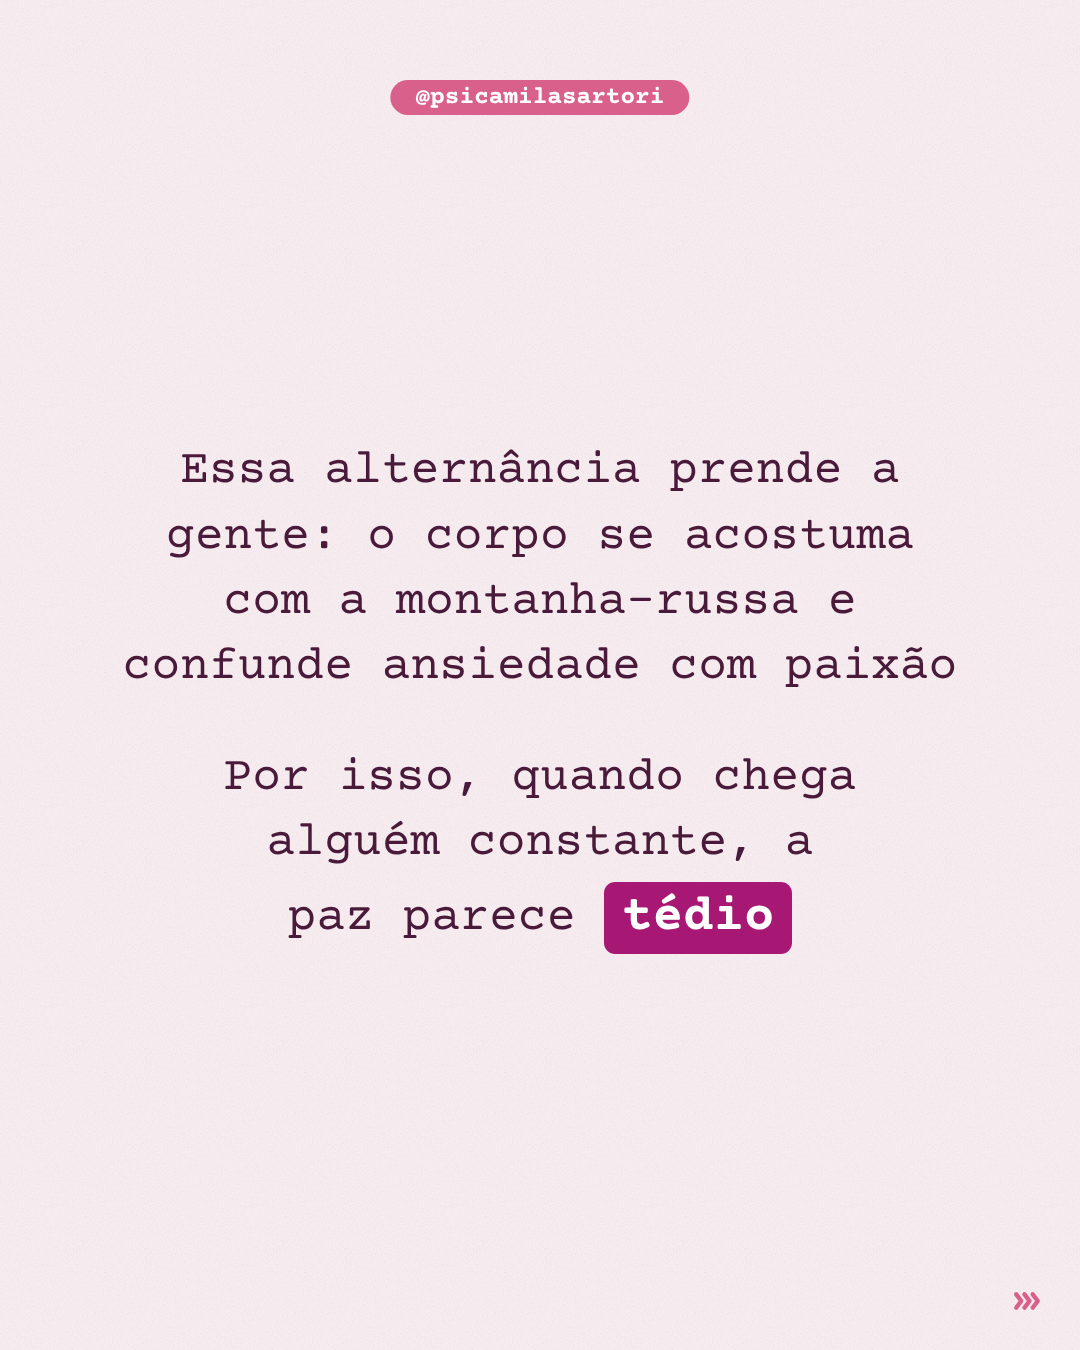 @psicamilasartori
Essa alternância prende a
gente: o corpo se acostuma
com a montanha-russa e
confunde ansiedade com paixão
Por isso, quando chega
alguém constante, a
paz parece tédio